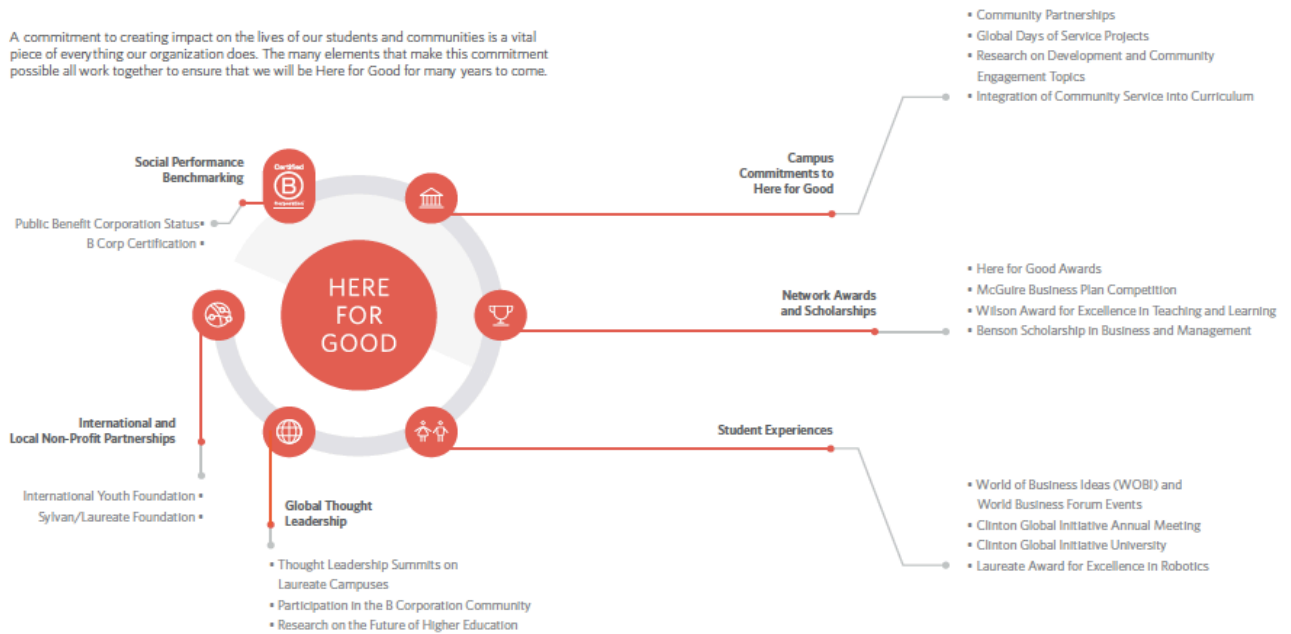 A commitment to creating impact on the lives of our students and communities is a vital
piece of everything our organization does. The many elements that make this commitment
possible all work together to ensure that we will be Here for Good for many years to come.
Social Performance
Benchmarking
Public Benefit Corporation Status▪
B Corp Certification ▪
Certified
B
Corporation
HERE
FOR
GOOD
Campus
Commitments to
Here for Good
▪ Community Partnerships
▪ Global Days of Service Projects
▪ Research on Development and Community
Engagement Topics
▪ Integration of Community Service into Curriculum
Network Awards
and Scholarships
▪ Here for Good Awards
▪ McGuire Business Plan Competition
▪ Wilson Award for Excellence in Teaching and Learning
▪ Benson Scholarship in Business and Management
Student Experiences
▪ World of Business Ideas (WOBI) and
World Business Forum Events
▪ Clinton Global Initiative Annual Meeting
▪ Clinton Global Initiative University
▪ Laureate Award for Excellence in Robotics
Global Thought
Leadership
▪ Thought Leadership Summits on
Laureate Campuses
▪ Participation in the B Corporation Community
▪ Research on the Future of Higher Education
International and
Local Non-Profit Partnerships
International Youth Foundation ▪
Sylvan/Laureate Foundation ▪